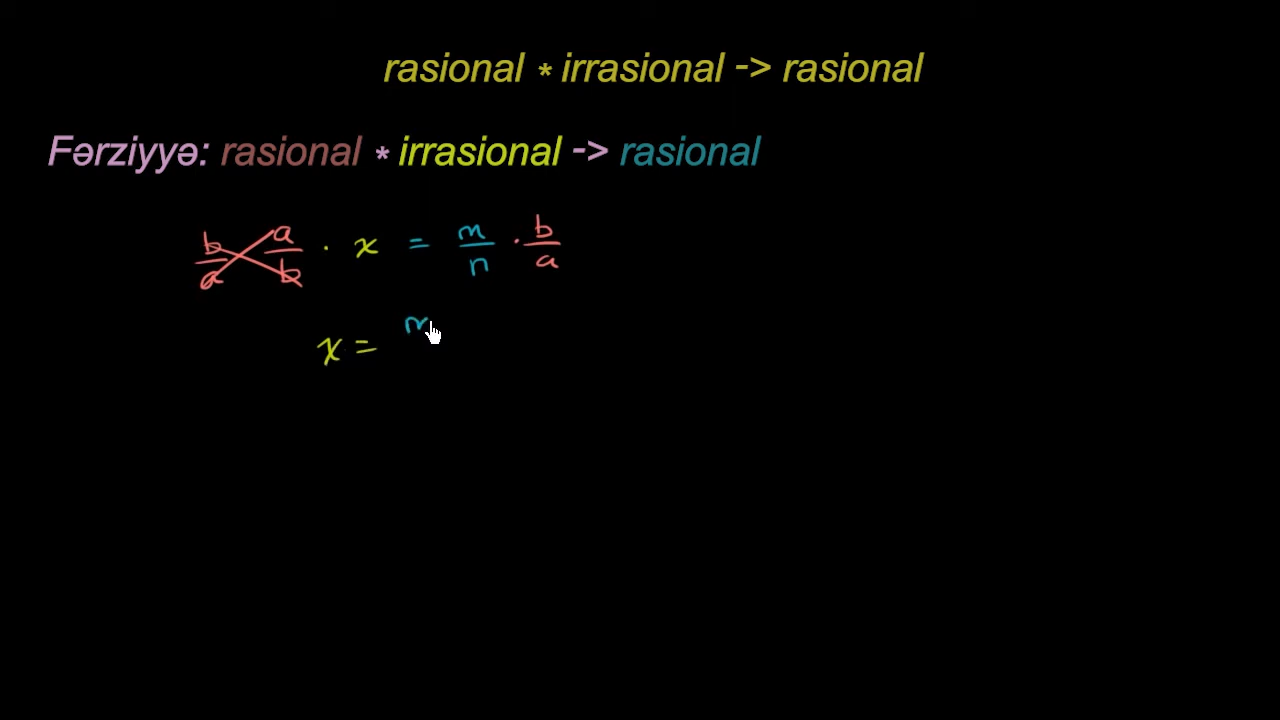 rasional * irrasional -> rasional
Fərziyyə: rasional * irrasional -> rasional
b/a a/b · x = m/n · b/a
x = m